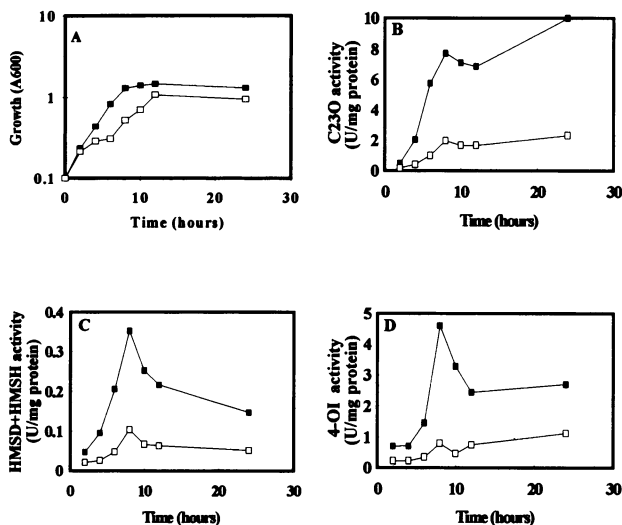 A
Growth (A600)
10
1
0.1
0 10 20 30
Time (hours)
B
C23O activity
(U/mg protein)
10
8
6
4
2
0
0 10 20 30
Time (hours)
C
HMSD+HMSH activity
(U/mg protein)
0.4
0.3
0.2
0.1
0
0 10 20 30
Time (hours)
D
4-OI activity
(U/mg protein)
5
4
3
2
1
0
0 10 20 30
Time (hours)